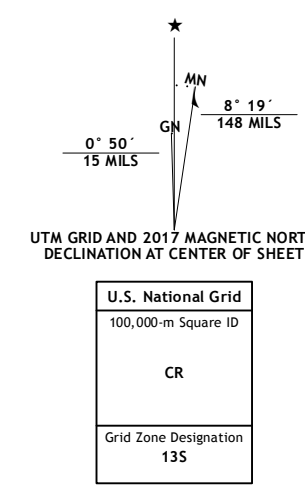 ★
MN
8° 19´
148 MILS
GN
0° 50´
15 MILS
UTM GRID AND 2017 MAGNETIC NORT
DECLINATION AT CENTER OF SHEET
U.S. National Grid
100,000-m Square ID
CR
Grid Zone Designation
13S